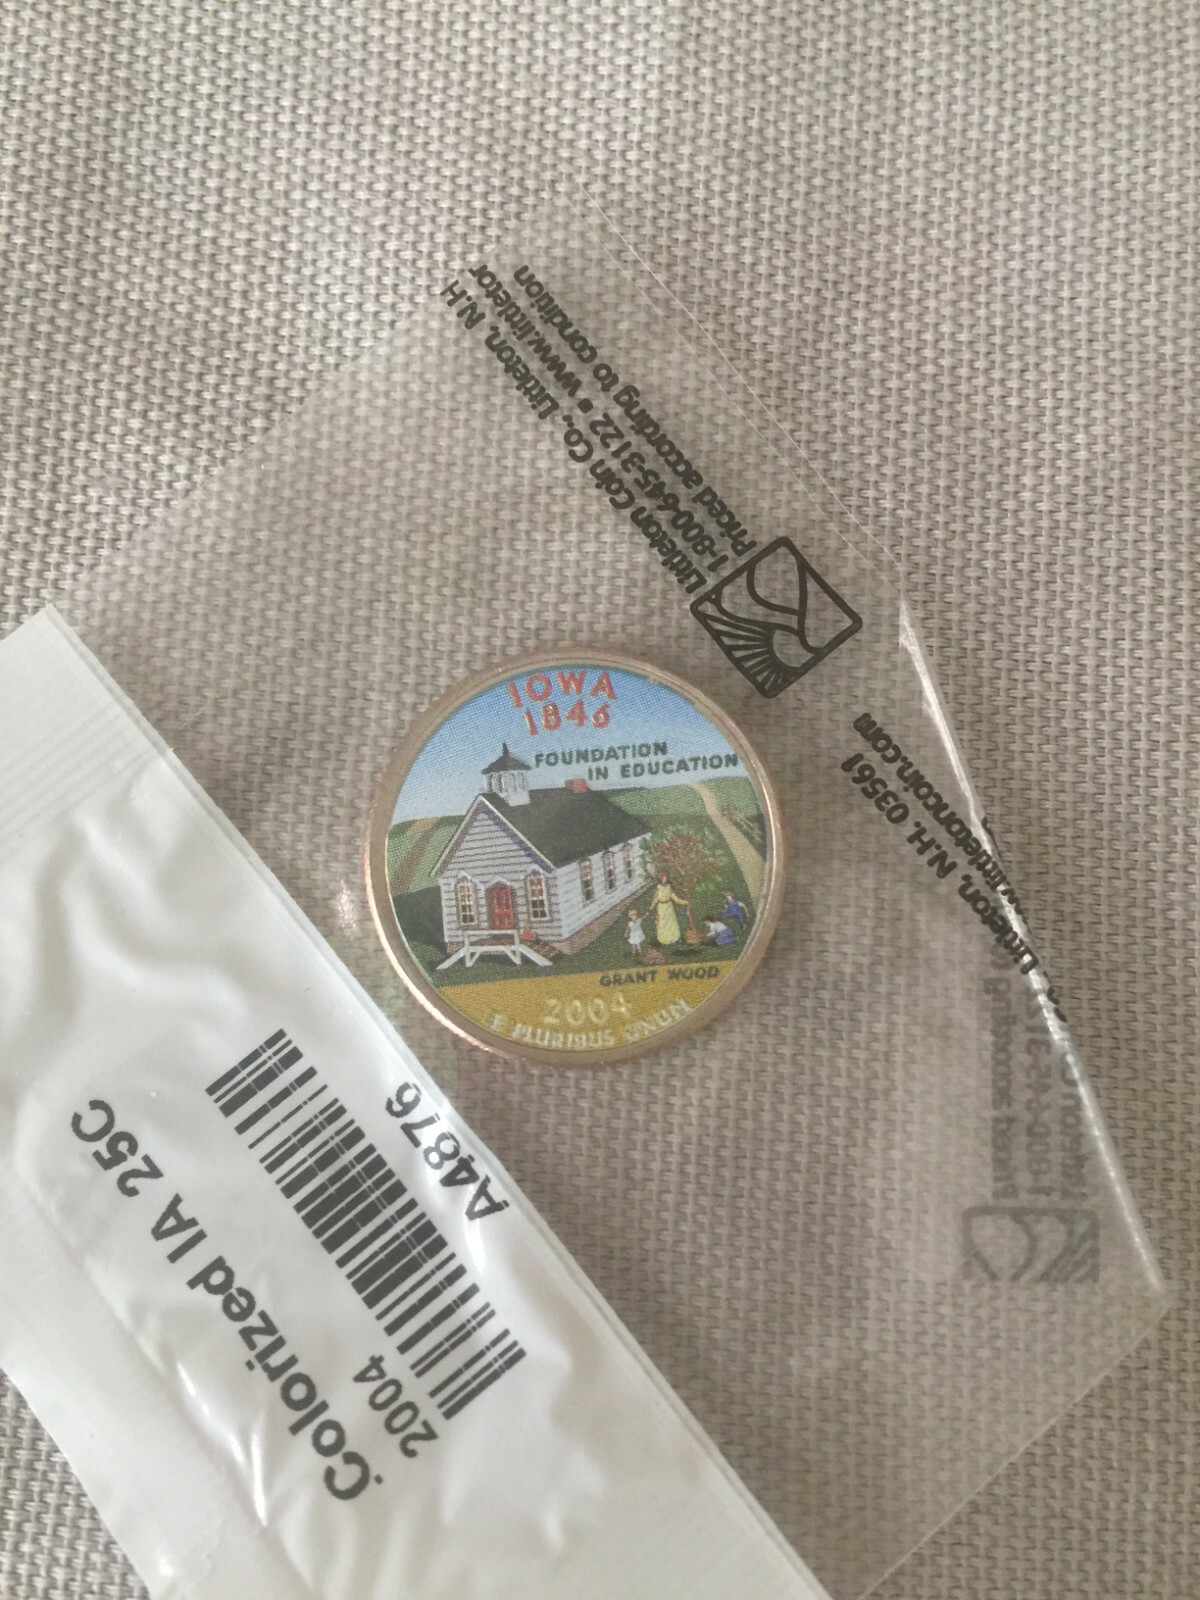 Littleton Coin Co., Littleton, N.H
1-800-645-3122 • www.littleton
Priced according to condition
Littleton, N.H. 03561
www.littletoncoin.com
IOWA
1846
FOUNDATION
IN EDUCATION
GRANT WOOD
2004
E PLURIBUS UNUM
A4876
.Colorized IA 25C
2004